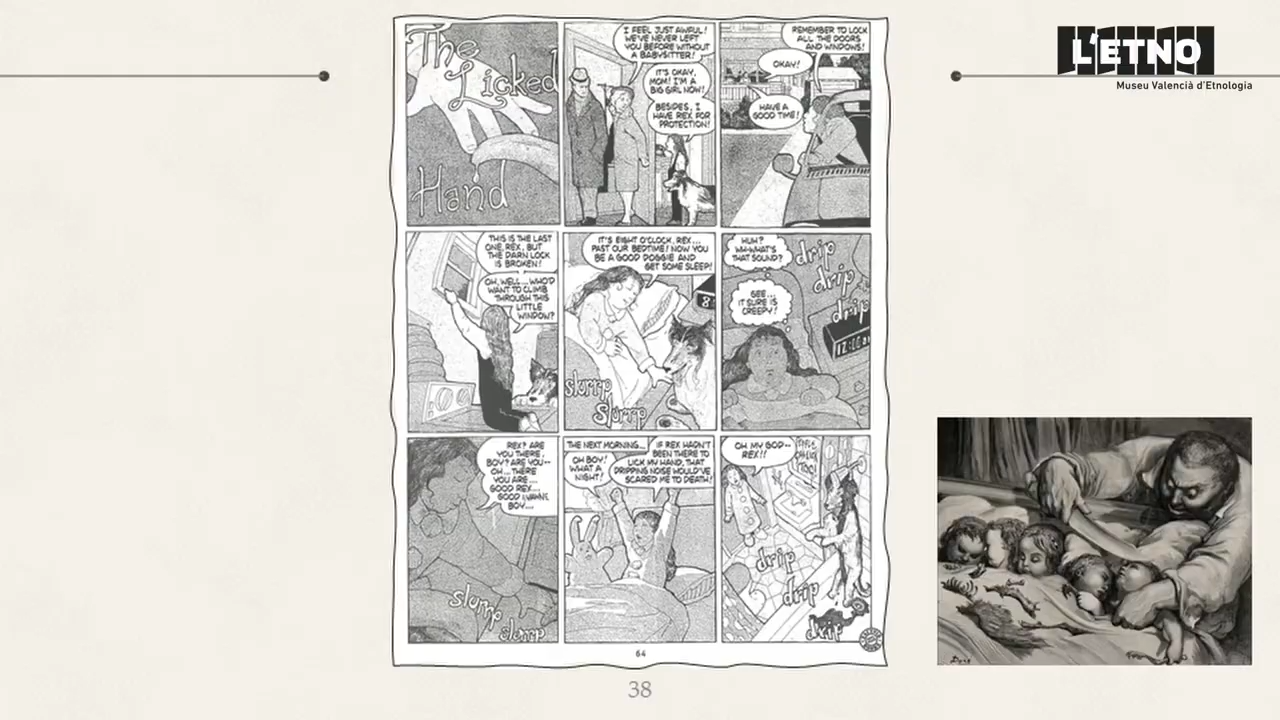 L'ETNO
Museu Valencià d'Etnologia
The
Licked
Hand
I FEEL JUST AWFUL!
WE'VE NEVER LEFT
YOU BEFORE WITHOUT
A BABYSITTER!
IT'S OKAY,
MOM! I'M A
BIG GIRL NOW!
BESIDES, I
HAVE REX FOR
PROTECTION!
REMEMBER TO LOCK
ALL THE DOORS
AND WINDOWS!
OKAY!
HAVE A
GOOD TIME!
THIS IS THE LAST
ONE, REX, BUT
THE DARN LOCK
IS BROKEN!
OH, WELL... WHO'D
WANT TO CLIMB
THROUGH THIS
LITTLE
WINDOW?
IT'S EIGHT O'CLOCK, REX...
PAST OUR BEDTIME! NOW YOU
BE A GOOD DOGGIE AND
GET SOME SLEEP!
slurrp
slurrp
HUH?
WH-WHAT'S
THAT SOUND?
drip
drip
drip
GEE...
IT SURE IS
CREEPY!
REX? ARE
YOU THERE,
BOY? ARE YOU--
OH... THERE
YOU ARE...
GOOD REX...
GOOD
BOY...
slurrp
slurrp
THE NEXT MORNING...
OH BOY!
WHAT A
NIGHT!
IF REX HADN'T
BEEN THERE TO
LICK MY HAND, THAT
DRIPPING NOISE WOULD'VE
SCARED ME TO DEATH!
OH MY GOD--
REX!!
drip
drip
drip
64
38